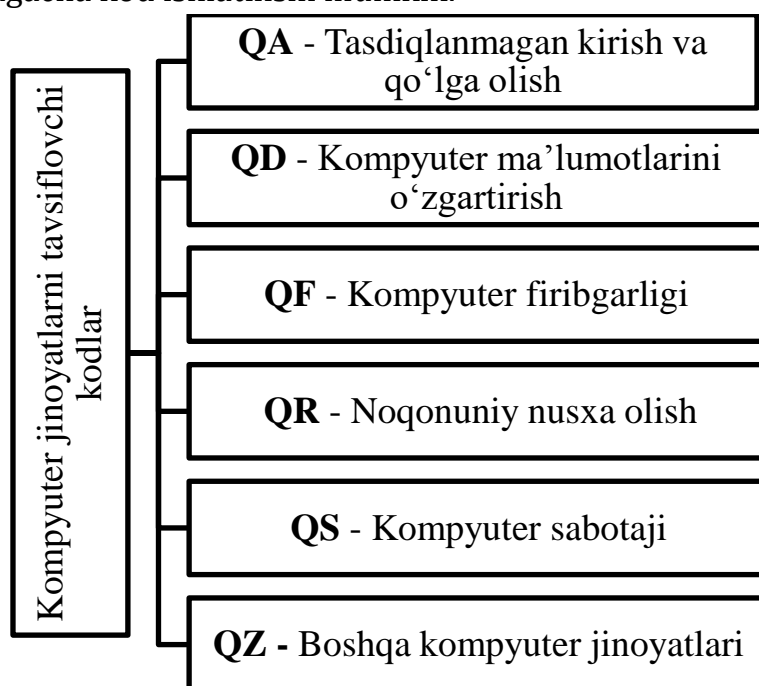 Kompyuter jinoyatlarni tavsiflovchi
kodlar
QA - Tasdiqlanmagan kirish va
qo‘lga olish
QD - Kompyuter ma’lumotlarini
o‘zgartirish
QF - Kompyuter firibgarligi
QR - Noqonuniy nusxa olish
QS - Kompyuter sabotaji
QZ - Boshqa kompyuter jinoyatlari